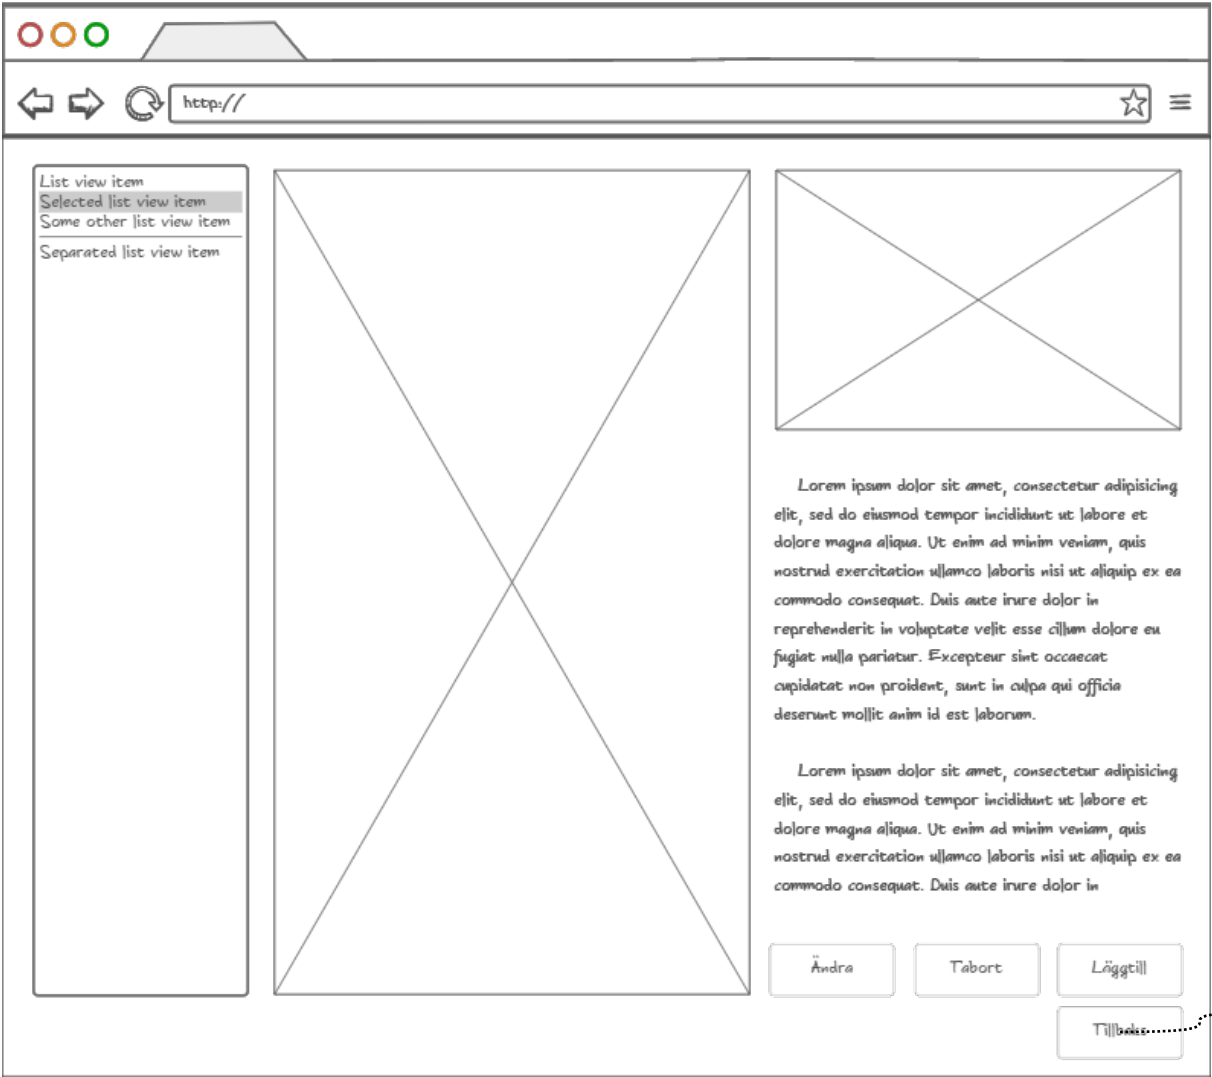 http://
List view item
Selected list view item
Some other list view item
Separated list view item
Lorem ipsum dolor sit amet, consectetur adipisicing
elit, sed do eiusmod tempor incididunt ut labore et
dolore magna aliqua. Ut enim ad minim veniam, quis
nostrud exercitation ullamco laboris nisi ut aliquip ex ea
commodo consequat. Duis aute irure dolor in
reprehenderit in voluptate velit esse cillum dolore eu
fugiat nulla pariatur. Excepteur sint occaecat
cupidatat non proident, sunt in culpa qui officia
deserunt mollit anim id est laborum.
Lorem ipsum dolor sit amet, consectetur adipisicing
elit, sed do eiusmod tempor incididunt ut labore et
dolore magna aliqua. Ut enim ad minim veniam, quis
nostrud exercitation ullamco laboris nisi ut aliquip ex ea
commodo consequat. Duis aute irure dolor in
Ändra
Tabort
Läggtill